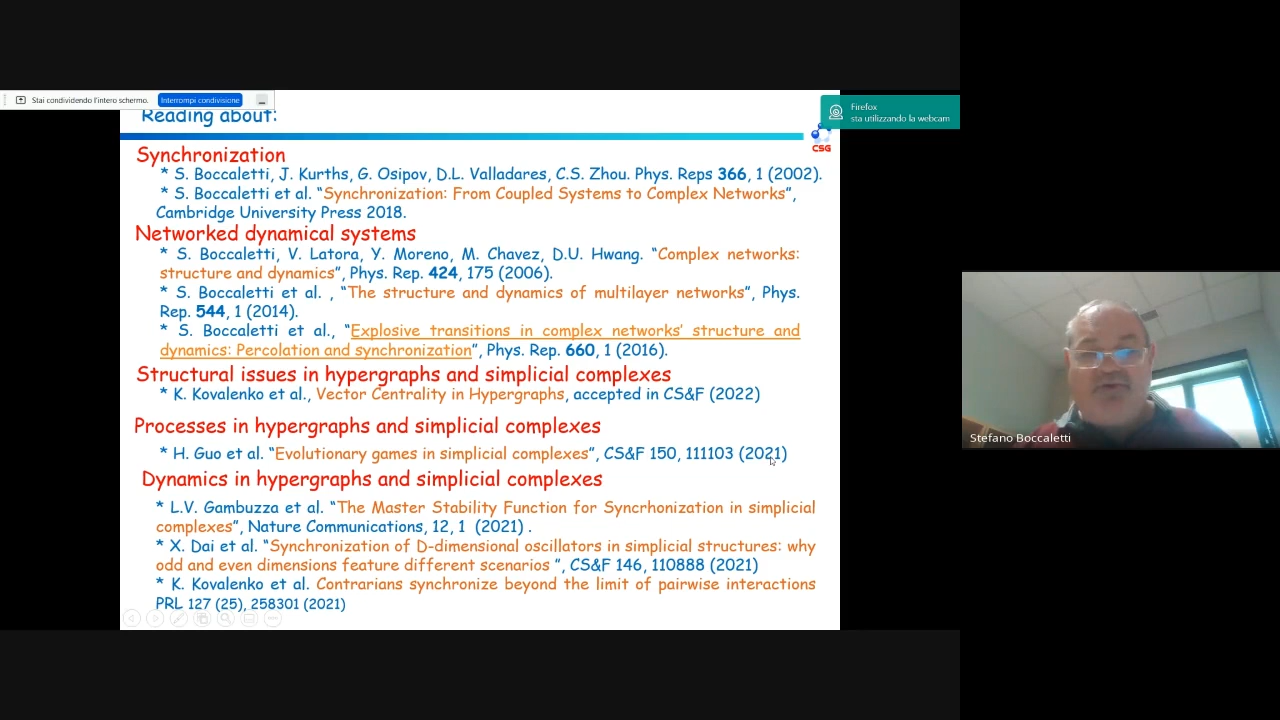 Stai condividendo l'intero schermo. Interrompi condivisione
Firefox
sta utilizzando la webcam
Reading about:
CSG
Synchronization
* S. Boccaletti, J. Kurths, G. Osipov, D.L. Valladares, C.S. Zhou. Phys. Reps 366, 1 (2002).
* S. Boccaletti et al. “Synchronization: From Coupled Systems to Complex Networks”,
Cambridge University Press 2018.
Networked dynamical systems
* S. Boccaletti, V. Latora, Y. Moreno, M. Chavez, D.U. Hwang. “Complex networks:
structure and dynamics”, Phys. Rep. 424, 175 (2006).
* S. Boccaletti et al. , “The structure and dynamics of multilayer networks”, Phys.
Rep. 544, 1 (2014).
* S. Boccaletti et al., “Explosive transitions in complex networks’ structure and
dynamics: Percolation and synchronization”, Phys. Rep. 660, 1 (2016).
Structural issues in hypergraphs and simplicial complexes
* K. Kovalenko et al., Vector Centrality in Hypergraphs, accepted in CS&F (2022)
Processes in hypergraphs and simplicial complexes
* H. Guo et al. “Evolutionary games in simplicial complexes”, CS&F 150, 111103 (2021)
Dynamics in hypergraphs and simplicial complexes
* L.V. Gambuzza et al. “The Master Stability Function for Syncrhonization in simplicial
complexes”, Nature Communications, 12, 1 (2021) .
* X. Dai et al. “Synchronization of D-dimensional oscillators in simplicial structures: why
odd and even dimensions feature different scenarios ”, CS&F 146, 110888 (2021)
* K. Kovalenko et al. Contrarians synchronize beyond the limit of pairwise interactions
PRL 127 (25), 258301 (2021)
Stefano Boccaletti